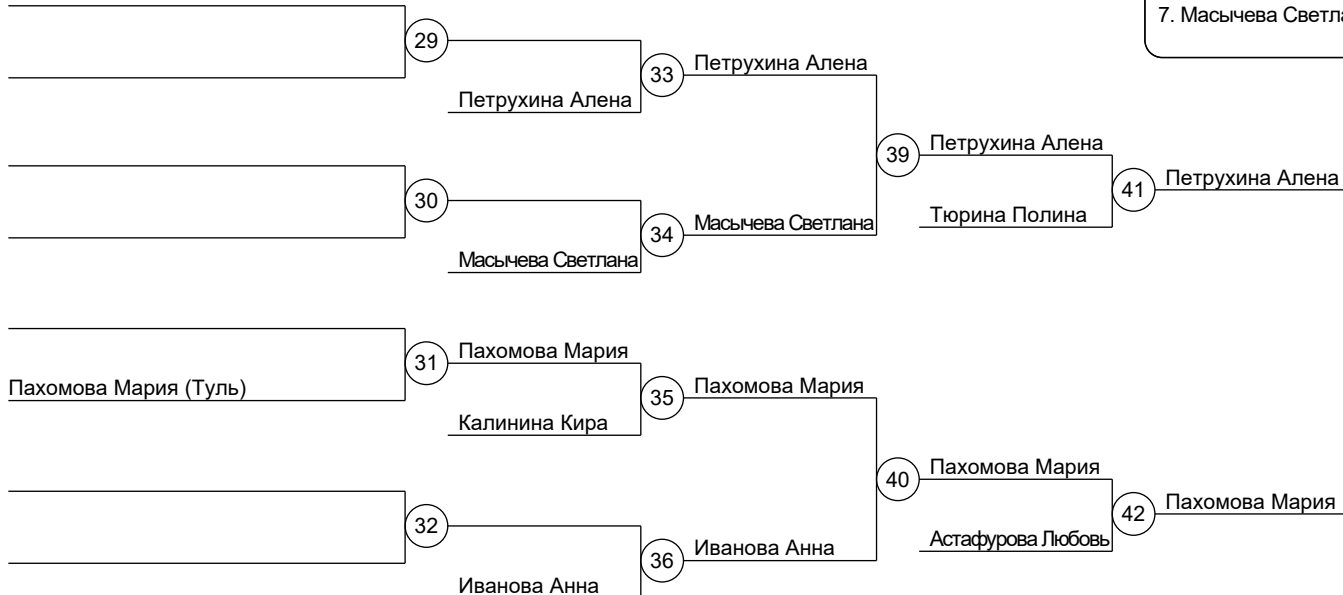 7. Масычева Светла
29
33
Петрухина Алена
Петрухина Алена
39
Петрухина Алена
41
Петрухина Алена
30
34
Масычева Светлана
Тюрина Полина
Масычева Светлана
31
Пахомова Мария
Пахомова Мария (Туль)
35
Пахомова Мария
Калинина Кира
40
Пахомова Мария
42
Пахомова Мария
32
36
Иванова Анна
Астафурова Любовь
Иванова Анна